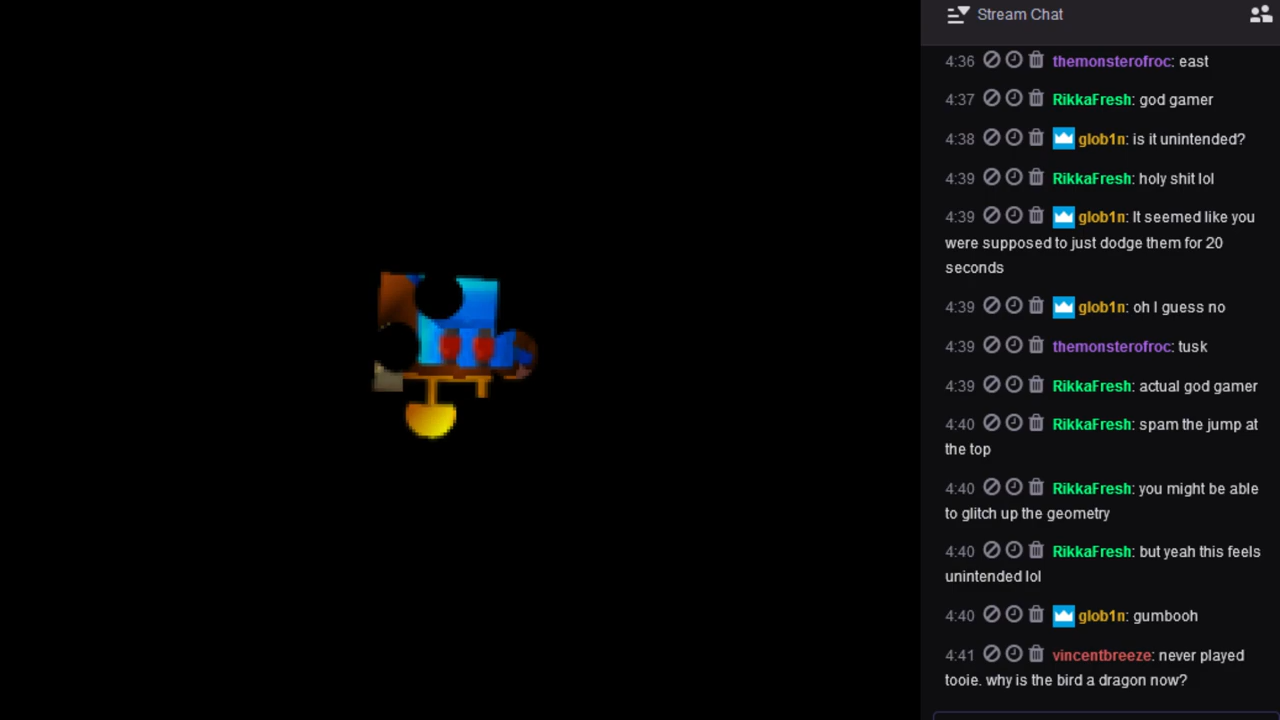 Stream Chat
4:36 themonsterofroc: east
4:37 RikkaFresh: god gamer
4:38 glob1n: is it unintended?
4:39 RikkaFresh: holy shit lol
4:39 glob1n: It seemed like you
were supposed to just dodge them for 20
seconds
4:39 glob1n: oh I guess no
4:39 themonsterofroc: tusk
4:39 RikkaFresh: actual god gamer
4:40 RikkaFresh: spam the jump at
the top
4:40 RikkaFresh: you might be able
to glitch up the geometry
4:40 RikkaFresh: but yeah this feels
unintended lol
4:40 glob1n: gumbooh
4:41 vincentbreeze: never played
tooie. why is the bird a dragon now?